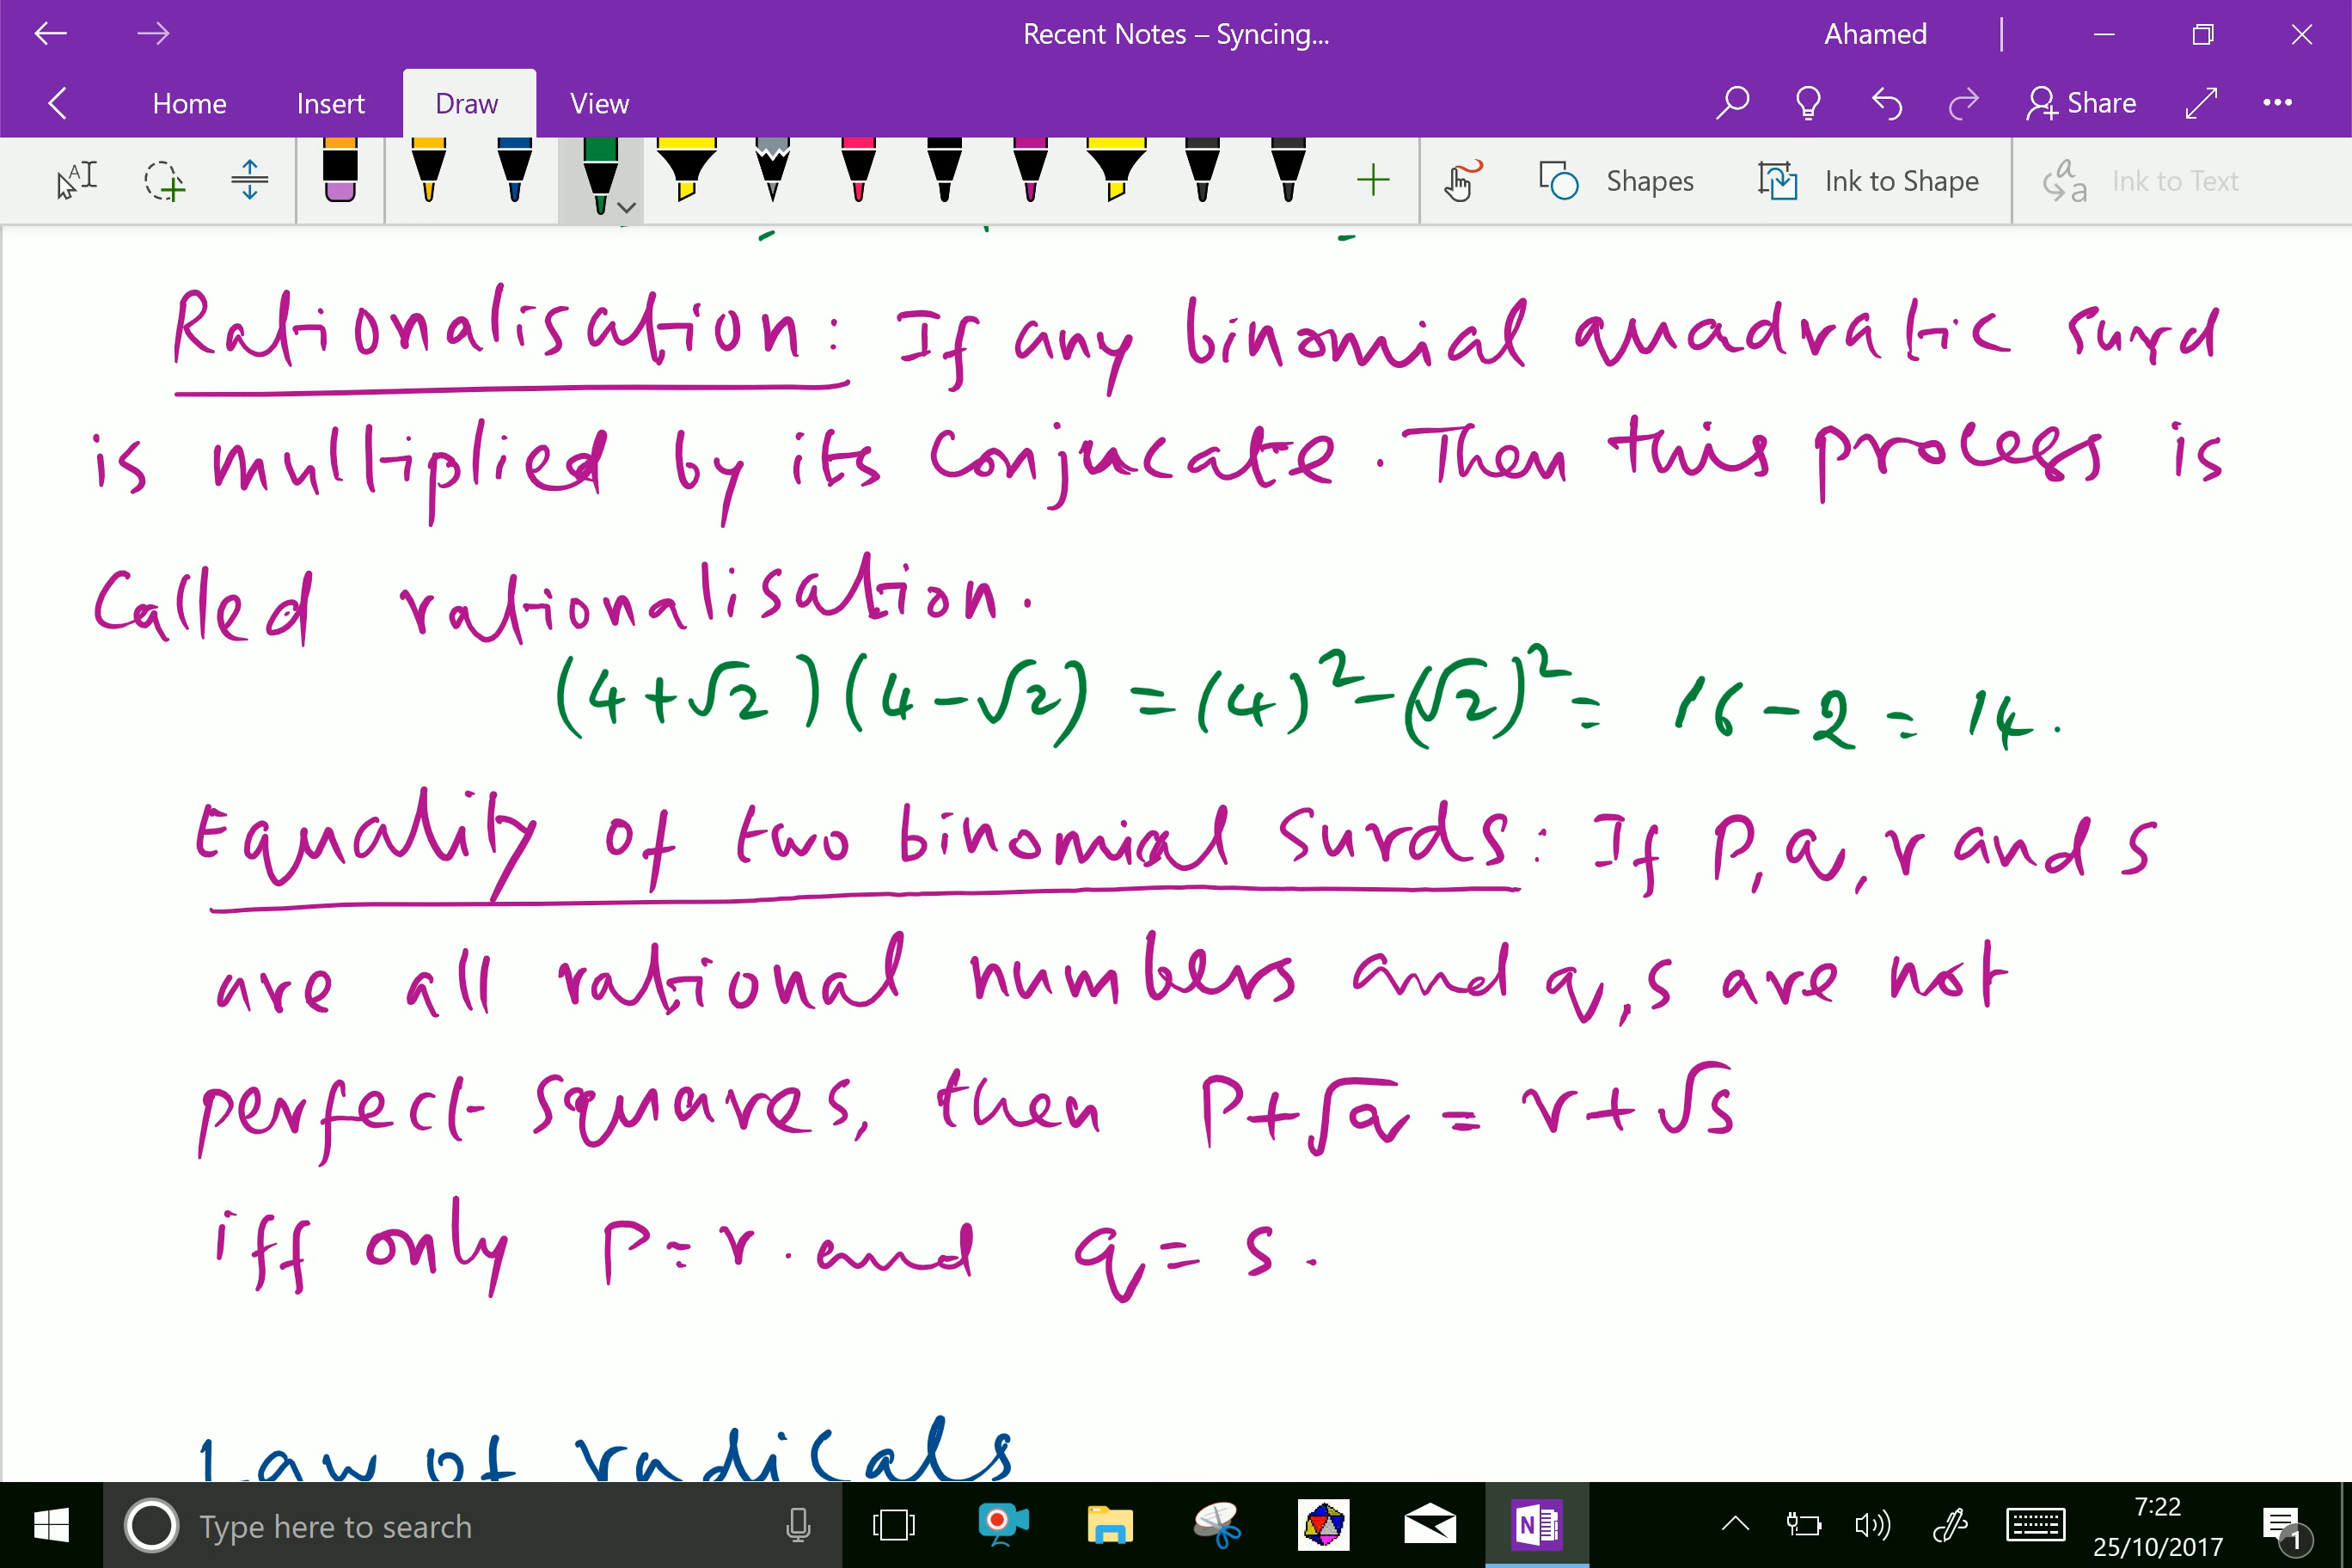 Recent Notes – Syncing...
Ahamed
Home Insert Draw View
Share
Shapes
Ink to Shape
Ink to Text
Rationalisation: If any binomial quadratic surd
is multiplied by its conjucate. Then this process is
Called rationalisation.
(4+√2)(4-√2) = (4)²-(√2)² = 16-2 = 14.
Equality of two binomial surds: If P, q, r and s
are all rational numbers and q, s are not
perfect squares, then P+√q = r+√s
iff only P=r. and q=s.
Law of radicals
Type here to search
N
7:22
25/10/2017
1